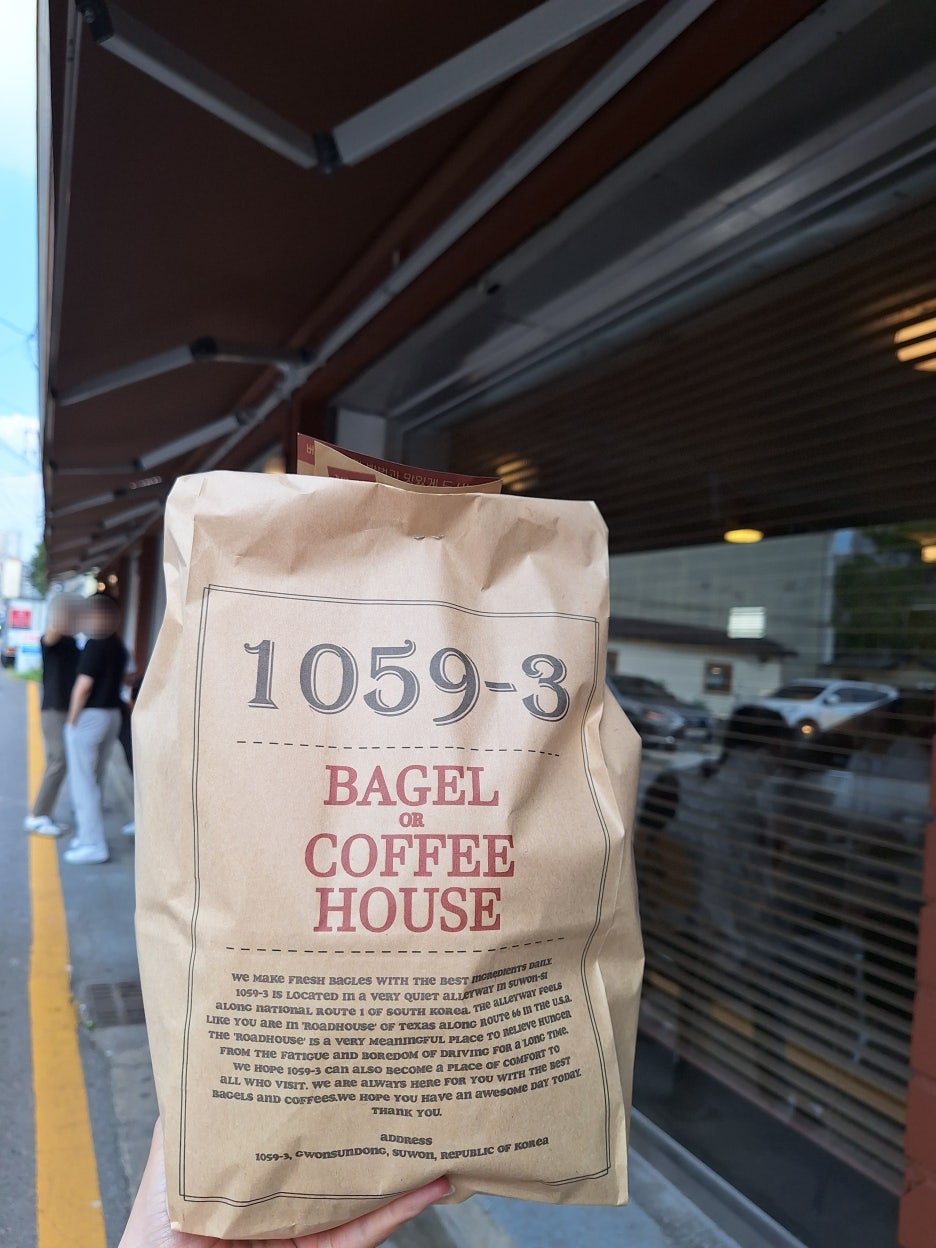 1059-3
BAGEL
OR
COFFEE
HOUSE
WE MAKE FRESH BAGLES WITH THE BEST INGREDIENTS DAILY.
1059-3 IS LOCATED IN A VERY QUIET ALLEYWAY IN SUWON-SI
ALONG NATIONAL ROUTE 1 OF SOUTH KOREA. THE ALLEYWAY FEELS
LIKE YOU ARE IN 'ROADHOUSE' OF TEXAS ALONG ROUTE 66 IN THE U.S.A.
THE 'ROADHOUSE' IS A VERY MEANINGFUL PLACE TO RELIEVE HUNGER
FROM THE FATIGUE AND BOREDOM OF DRIVING FOR A LONG TIME.
WE HOPE 1059-3 CAN ALSO BECOME A PLACE OF COMFORT TO
ALL WHO VISIT. WE ARE ALWAYS HERE FOR YOU WITH THE BEST
BAGELS AND COFFEES.WE HOPE YOU HAVE AN AWESOME DAY TODAY.
THANK YOU.
ADDRESS
1059-3, GWONSUNDONG, SUWON, REPUBLIC OF KOREA